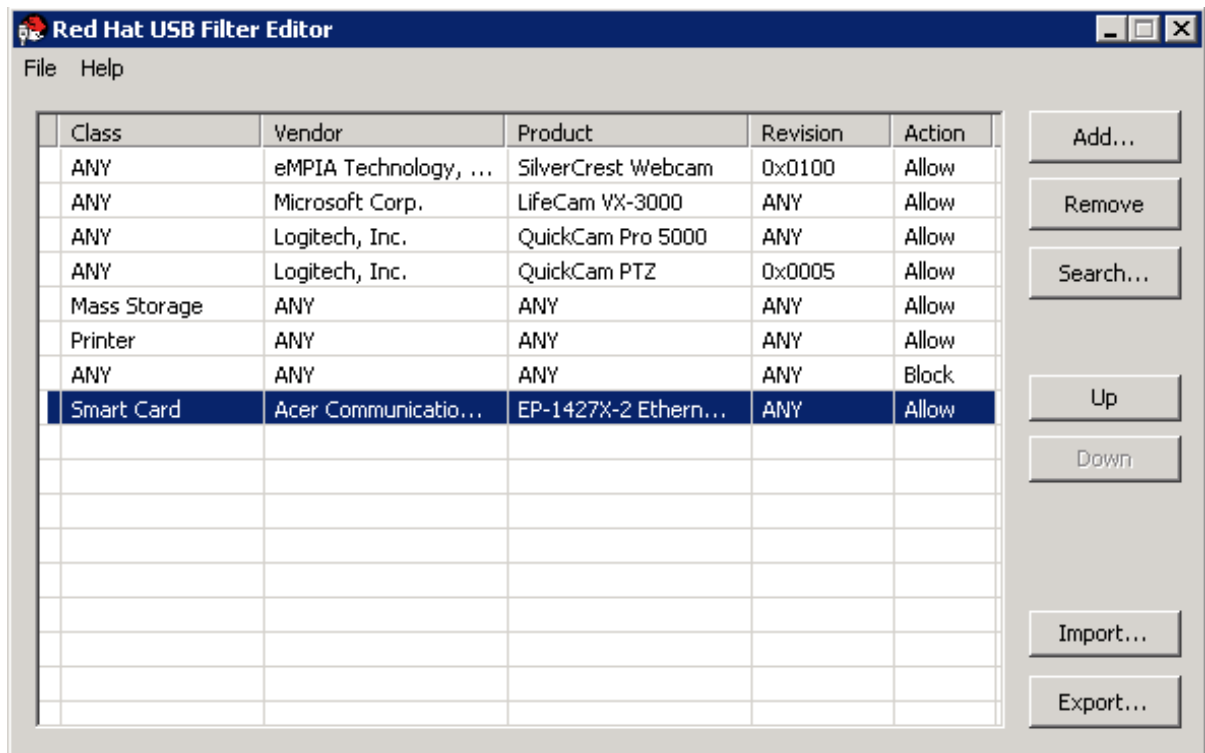 Red Hat USB Filter Editor
File Help
Class Vendor Product Revision Action
ANY eMPIA Technology, ... SilverCrest Webcam 0x0100 Allow
ANY Microsoft Corp. LifeCam VX-3000 ANY Allow
ANY Logitech, Inc. QuickCam Pro 5000 ANY Allow
ANY Logitech, Inc. QuickCam PTZ 0x0005 Allow
Mass Storage ANY ANY ANY Allow
Printer ANY ANY ANY Allow
ANY ANY ANY ANY Block
Smart Card Acer Communicatio... EP-1427X-2 Ethern... ANY Allow
Add...
Remove
Search...
Up
Down
Import...
Export...